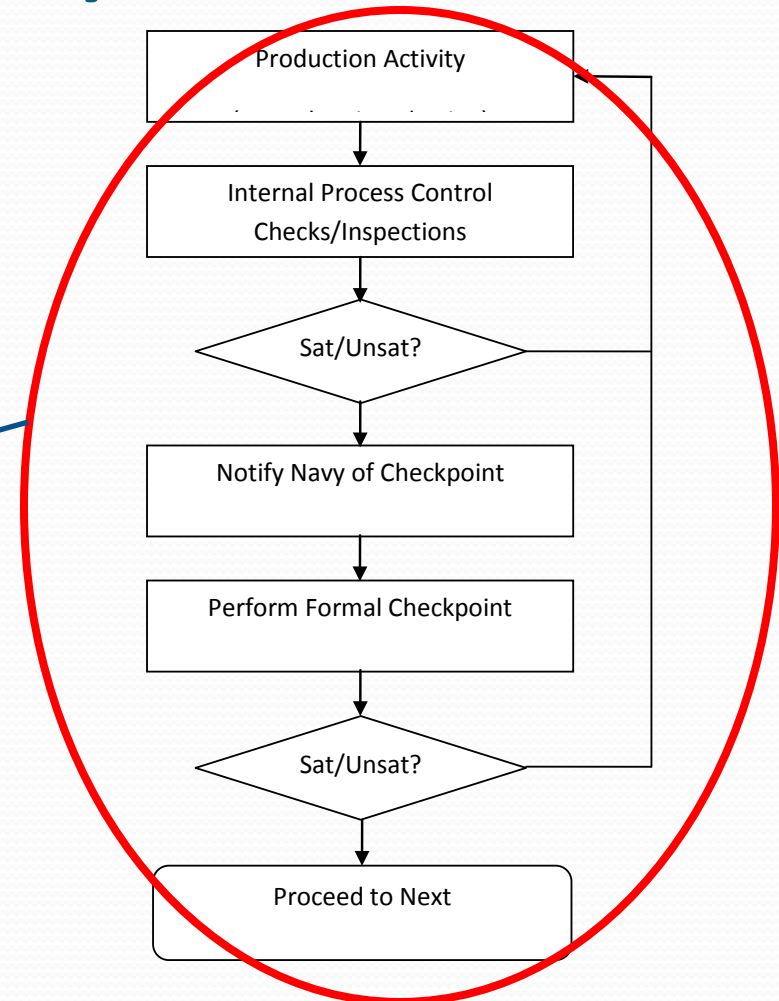 Production Activity
Internal Process Control
Checks/Inspections
Sat/Unsat?
Notify Navy of Checkpoint
Perform Formal Checkpoint
Sat/Unsat?
Proceed to Next